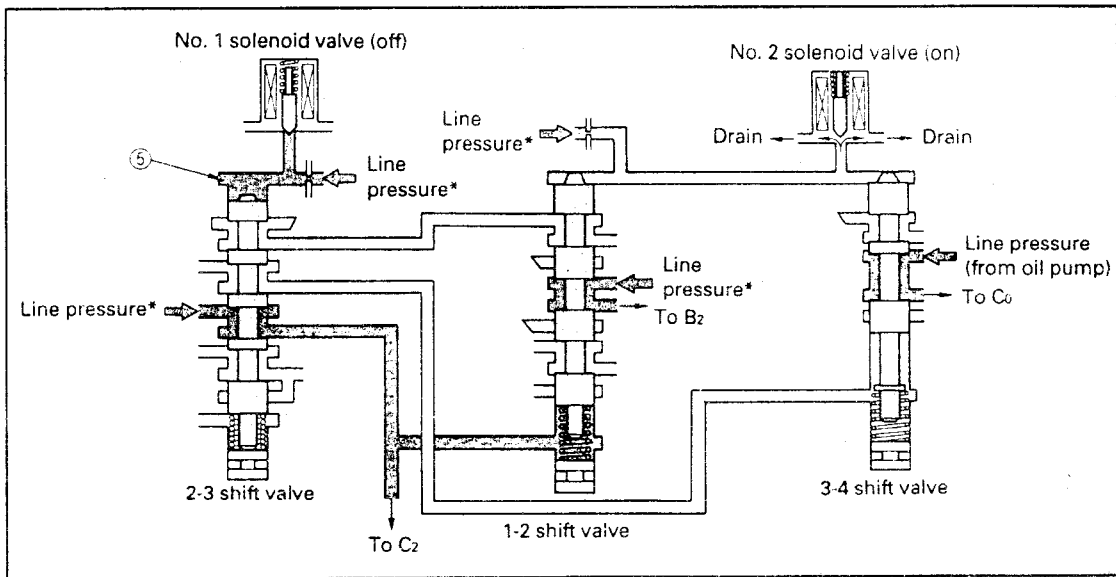 No. 1 solenoid valve (off)
No. 2 solenoid valve (on)
Line
pressure*
Drain
Drain
⑤
Line
pressure*
Line pressure
(from oil pump)
Line
pressure*
Line pressure*
To C₀
To B₂
2-3 shift valve
3-4 shift valve
1-2 shift valve
To C₂